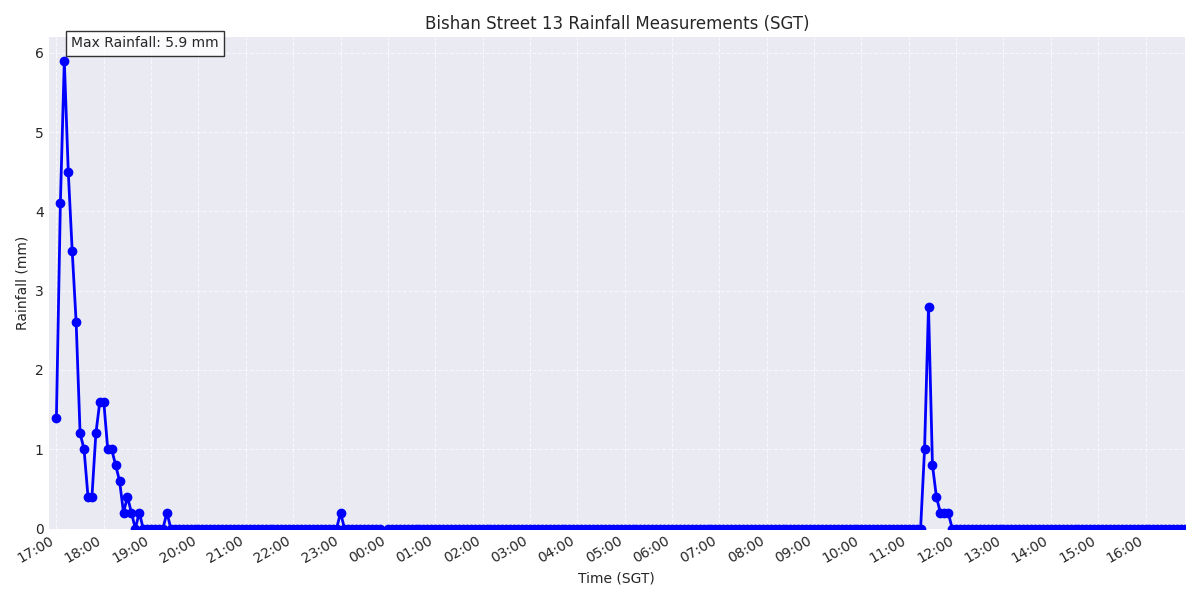 Bishan Street 13 Rainfall Measurements (SGT)
Max Rainfall: 5.9 mm
6
5
4
3
2
1
0
Rainfall (mm)
17:00 18:00 19:00 20:00 21:00 22:00 23:00 00:00 01:00 02:00 03:00 04:00 05:00 06:00 07:00 08:00 09:00 10:00 11:00 12:00 13:00 14:00 15:00 16:00
Time (SGT)